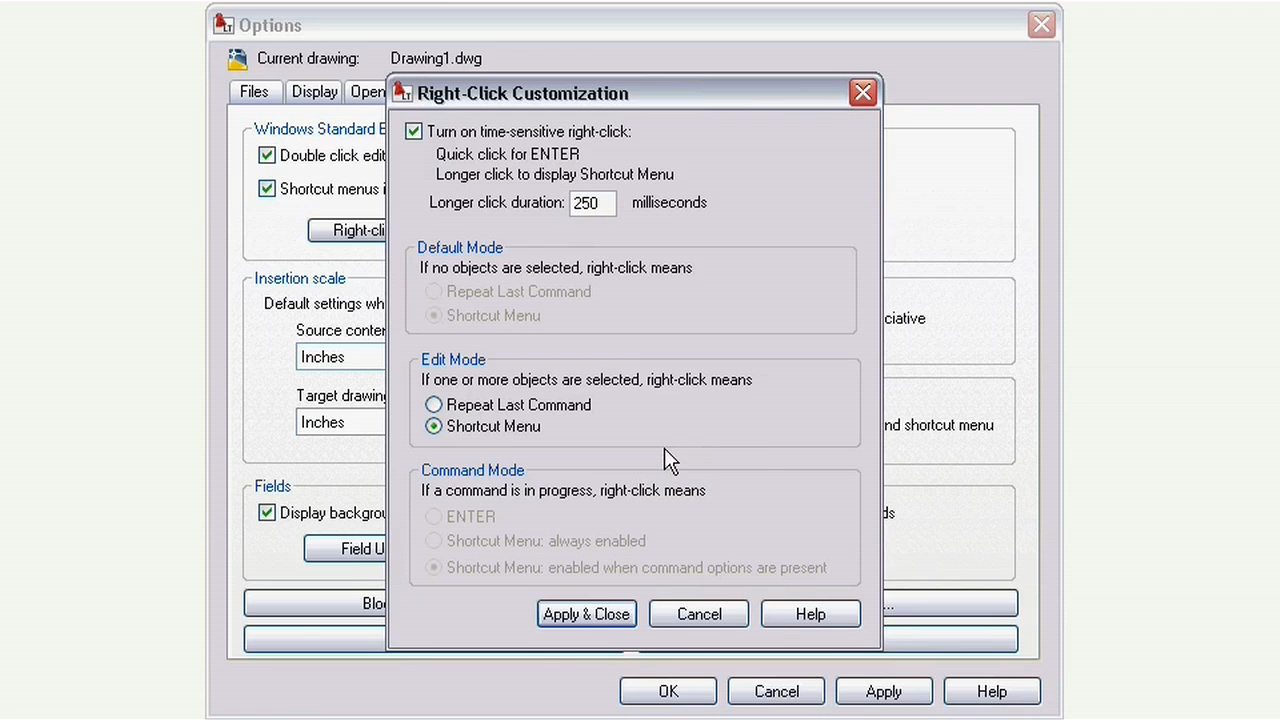 Options
Current drawing: Drawing1.dwg
Files Display Open
Right-Click Customization
Turn on time-sensitive right-click:
Quick click for ENTER
Longer click to display Shortcut Menu
Longer click duration: 250 milliseconds
Default Mode
If no objects are selected, right-click means
Repeat Last Command
Shortcut Menu
Edit Mode
If one or more objects are selected, right-click means
Repeat Last Command
Shortcut Menu
Command Mode
If a command is in progress, right-click means
ENTER
Shortcut Menu: always enabled
Shortcut Menu: enabled when command options are present
Apply & Close Cancel Help
Windows Standard
Double click
Shortcut menus
Insertion scale
Default settings
Source
Inches
Target
Inches
Fields
Display
Field
ciative
nd shortcut menu
ds
...
OK Cancel Apply Help